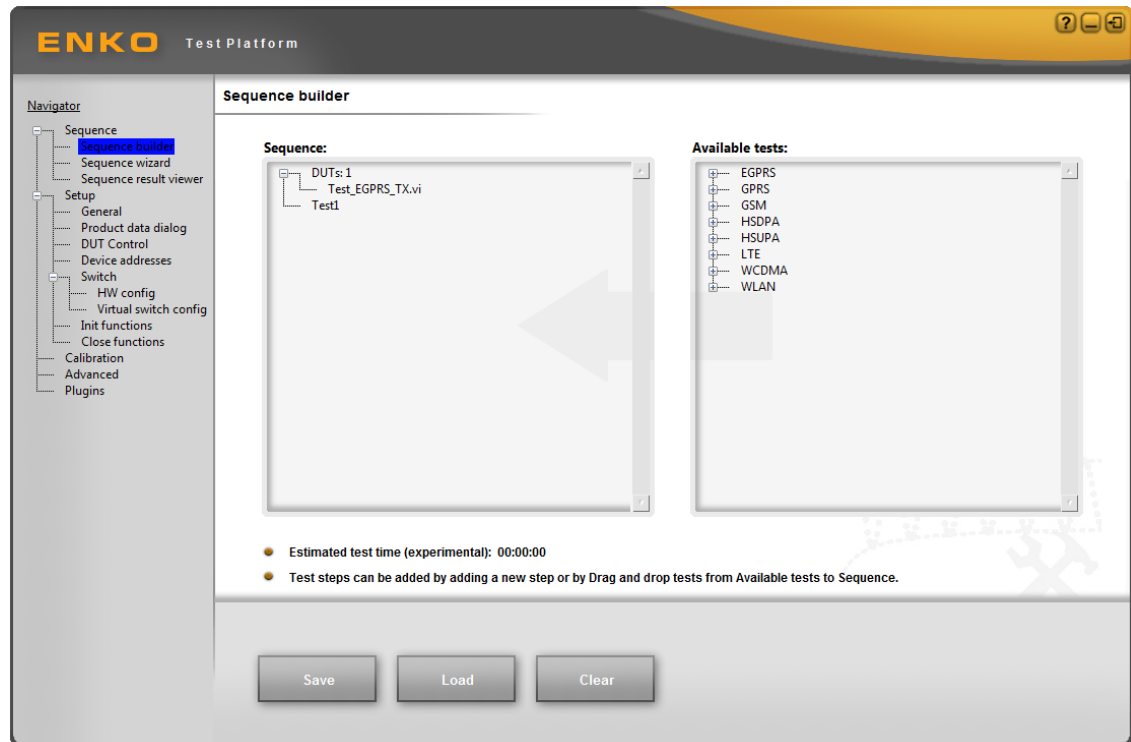 ENKO Test Platform
?
Navigator
Sequence
Sequence builder
Sequence wizard
Sequence result viewer
Setup
General
Product data dialog
DUT Control
Device addresses
Switch
HW config
Virtual switch config
Init functions
Close functions
Calibration
Advanced
Plugins
Sequence builder
Sequence:
DUTs: 1
Test_EGPRS_TX.vi
Test1
Available tests:
EGPRS
GPRS
GSM
HSDPA
HSUPA
LTE
WCDMA
WLAN
Estimated test time (experimental): 00:00:00
Test steps can be added by adding a new step or by Drag and drop tests from Available tests to Sequence.
Save
Load
Clear